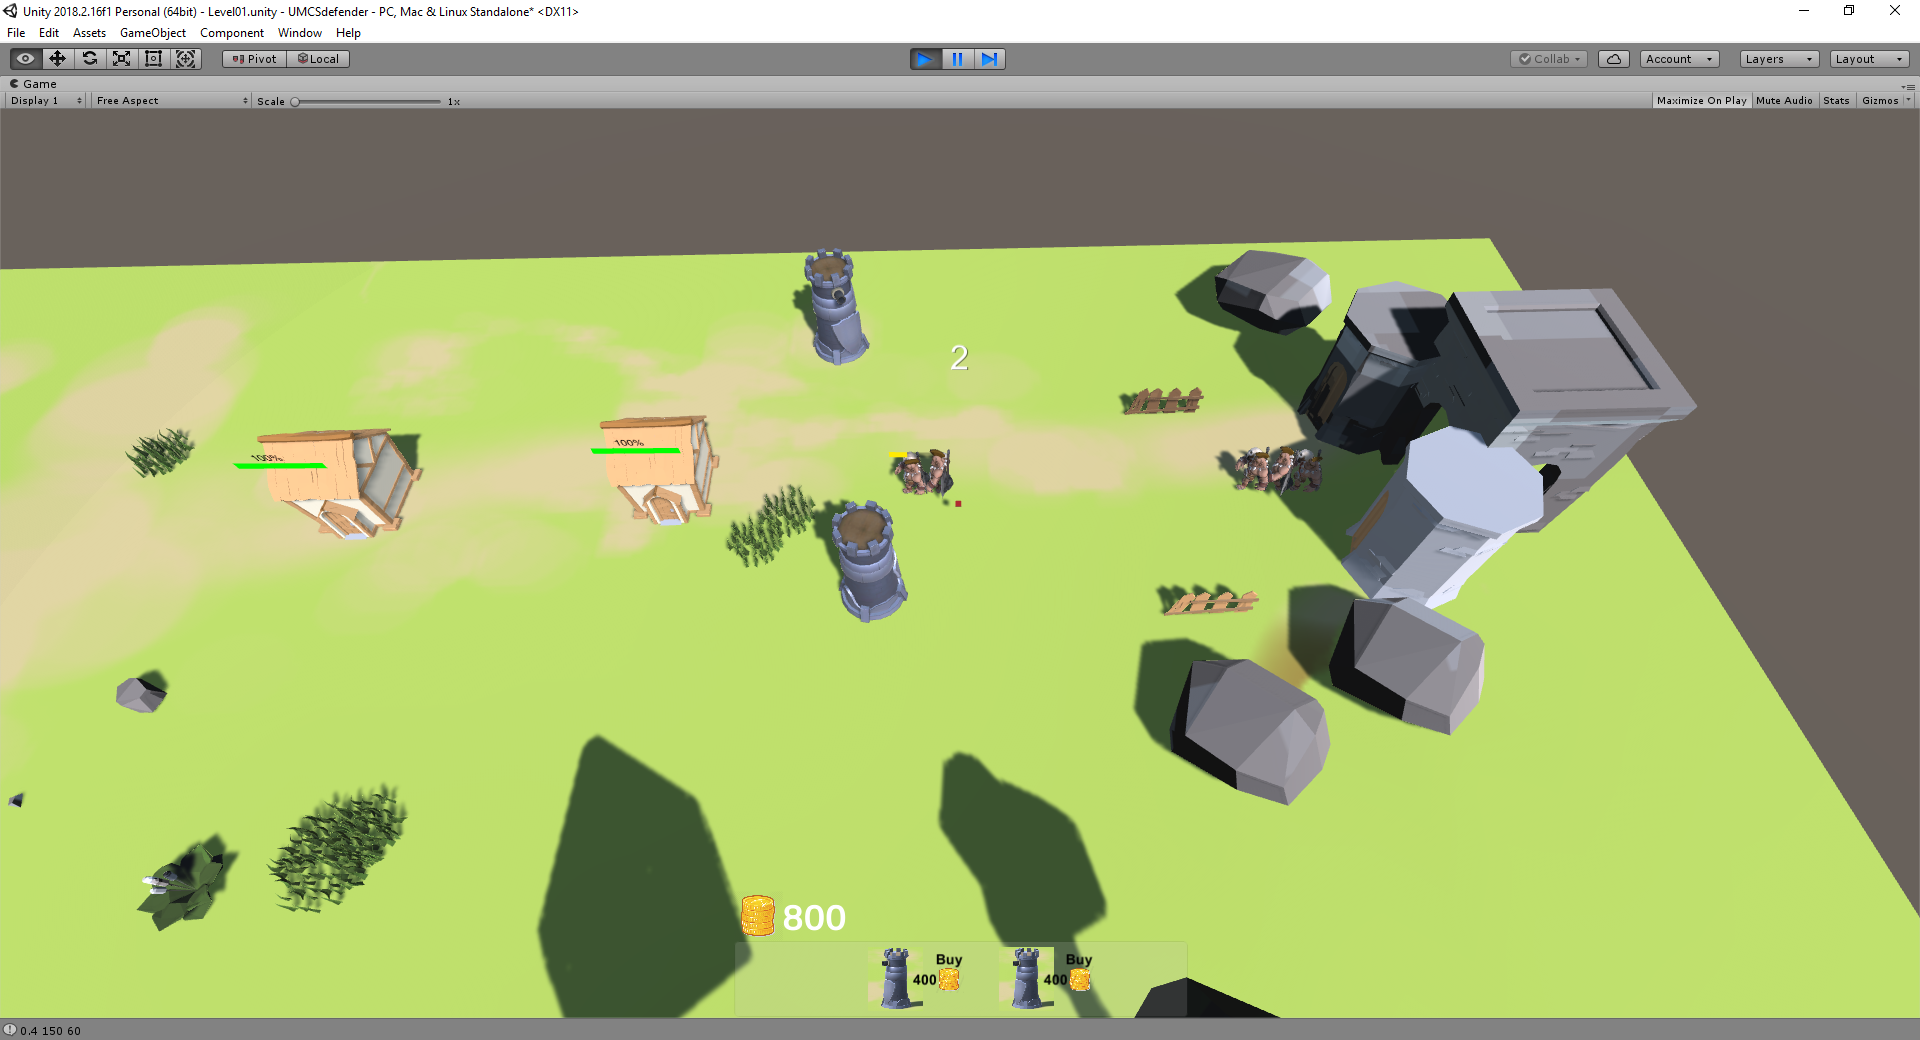 Unity 2018.2.16f1 Personal (64bit) - Level01.unity - UMCSdefender - PC, Mac & Linux Standalone* <DX11>
File Edit Assets GameObject Component Window Help
Pivot Local Collab Account Layers Layout
Game
Display 1 Free Aspect Scale 1x Maximize On Play Mute Audio Stats Gizmos
2
100%
100%
800
Buy Buy
400 400
0.4 150 60